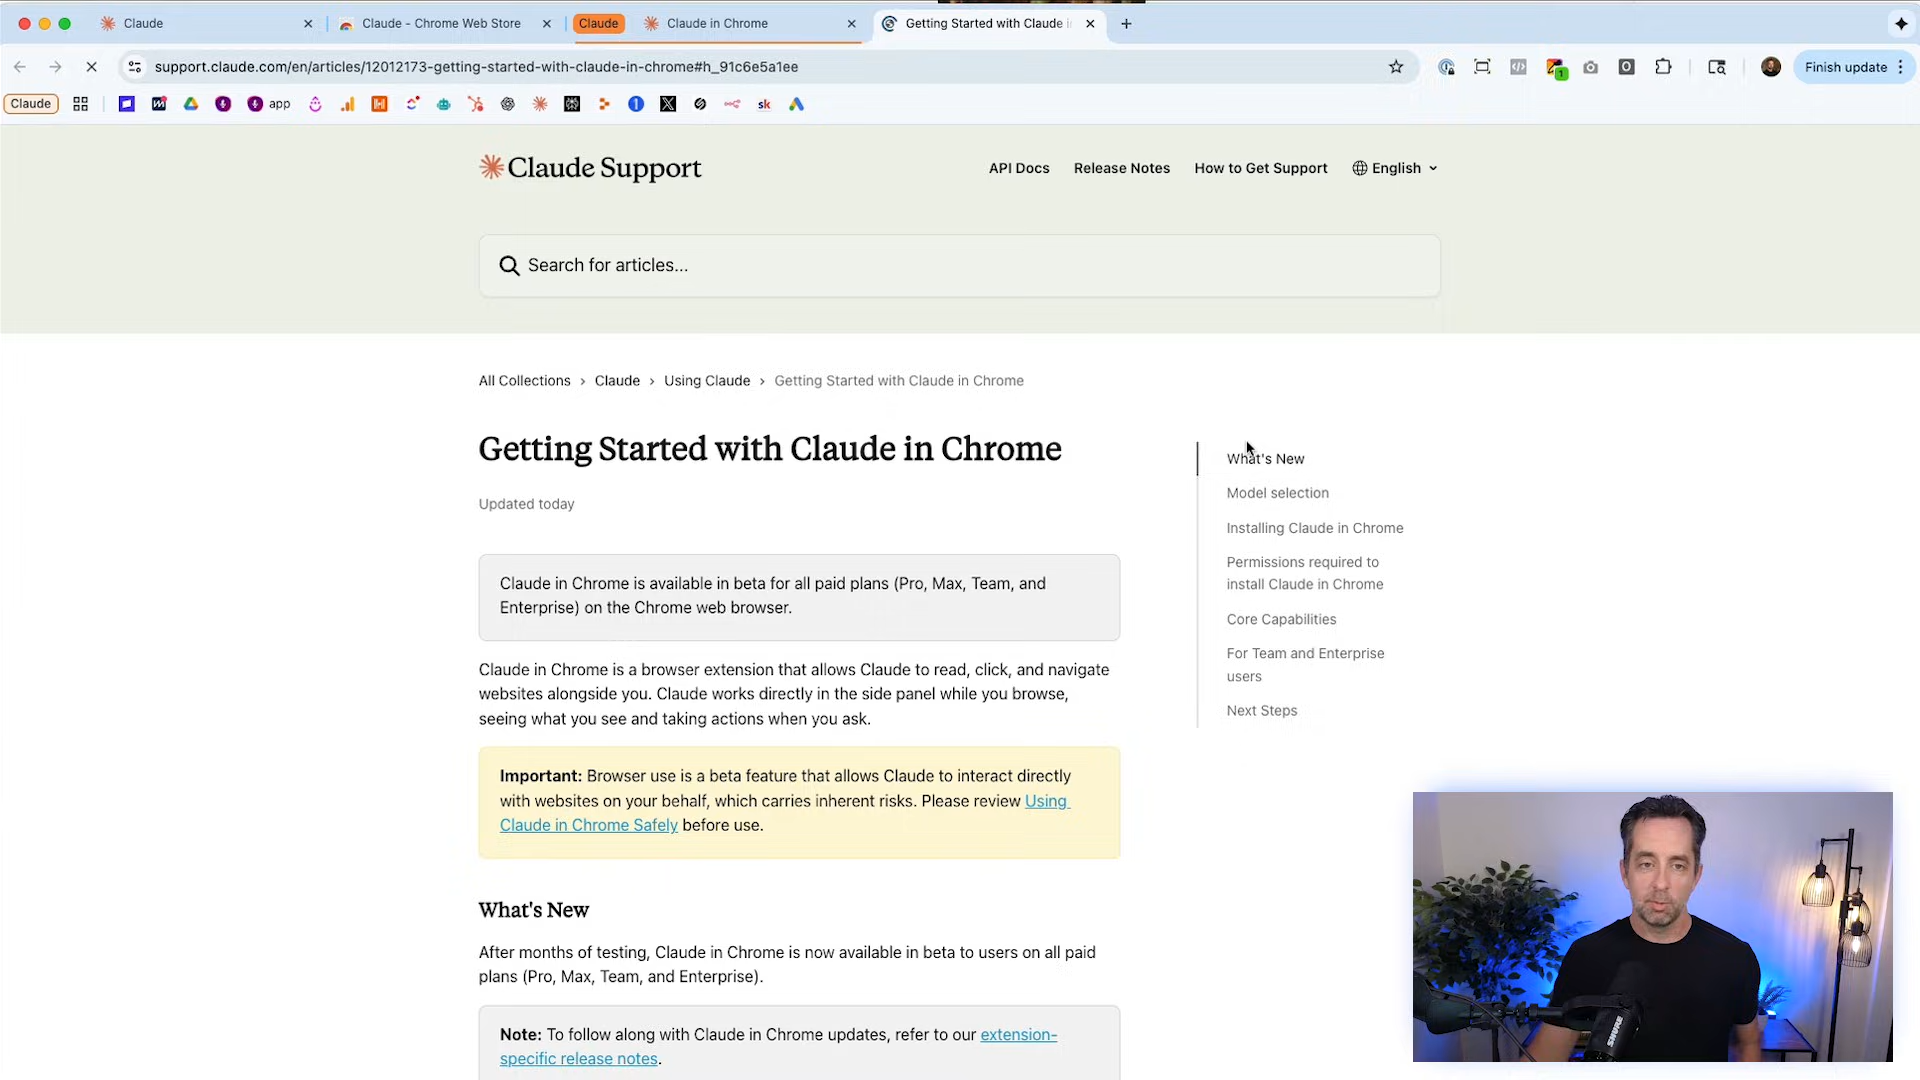 Claude
Claude - Chrome Web Store
Claude
Claude in Chrome
Getting Started with Claude i
support.claude.com/en/articles/12012173-getting-started-with-claude-in-chrome#h_91c6e5a1ee
1
Finish update
Claude
app
sk
Claude Support
API Docs
Release Notes
How to Get Support
English
Search for articles...
All Collections
Claude
Using Claude
Getting Started with Claude in Chrome
Getting Started with Claude in Chrome
Updated today
Claude in Chrome is available in beta for all paid plans (Pro, Max, Team, and
Enterprise) on the Chrome web browser.
Claude in Chrome is a browser extension that allows Claude to read, click, and navigate
websites alongside you. Claude works directly in the side panel while you browse,
seeing what you see and taking actions when you ask.
Important: Browser use is a beta feature that allows Claude to interact directly
with websites on your behalf, which carries inherent risks. Please review Using
Claude in Chrome Safely before use.
What's New
After months of testing, Claude in Chrome is now available in beta to users on all paid
plans (Pro, Max, Team, and Enterprise).
Note: To follow along with Claude in Chrome updates, refer to our extension-
specific release notes.
What's New
Model selection
Installing Claude in Chrome
Permissions required to
install Claude in Chrome
Core Capabilities
For Team and Enterprise
users
Next Steps
SHURE